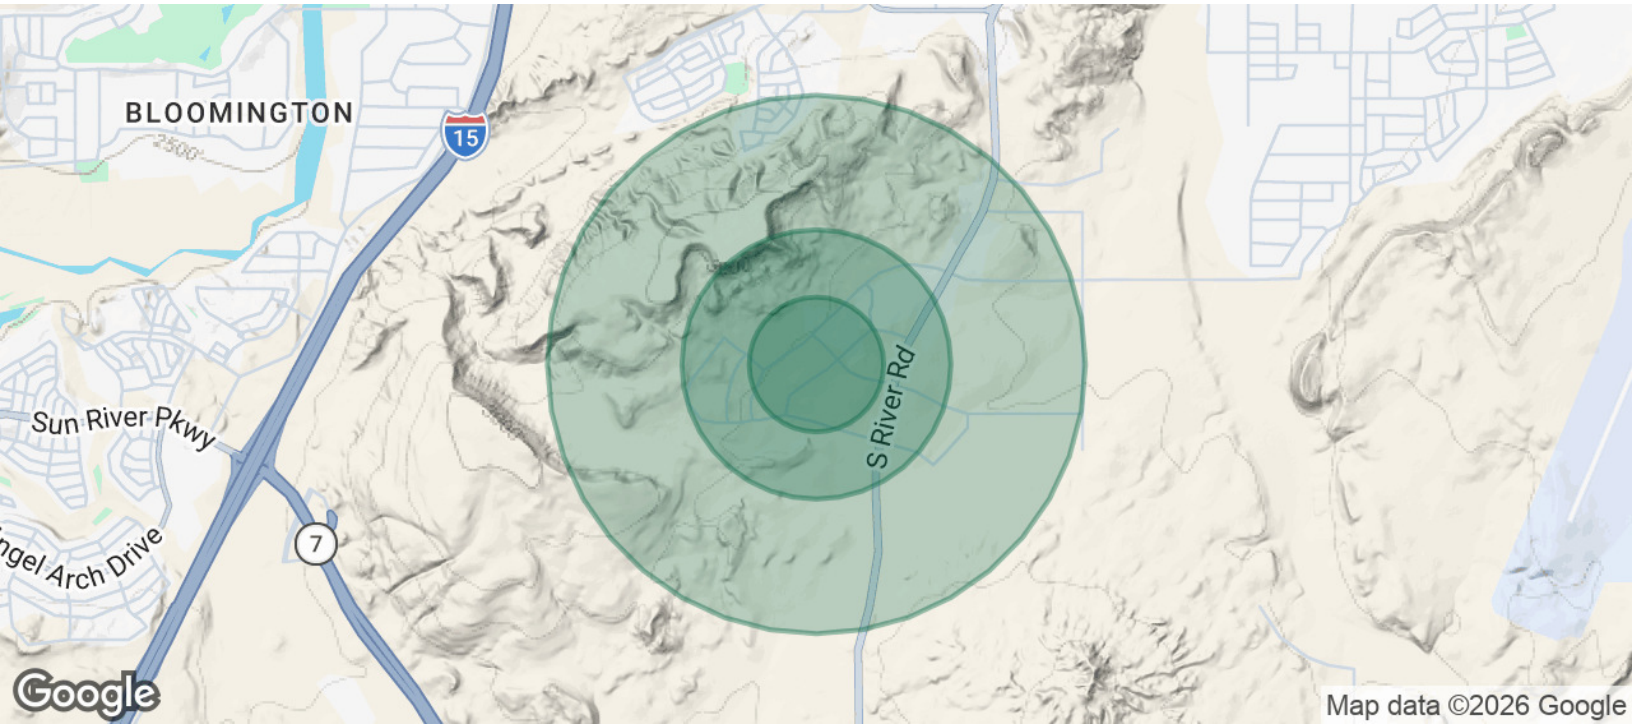 BLOOMINGTON
2500
15
S River Rd
Sun River Pkwy
7
ngel Arch Drive
Google
Map data ©2026 Google